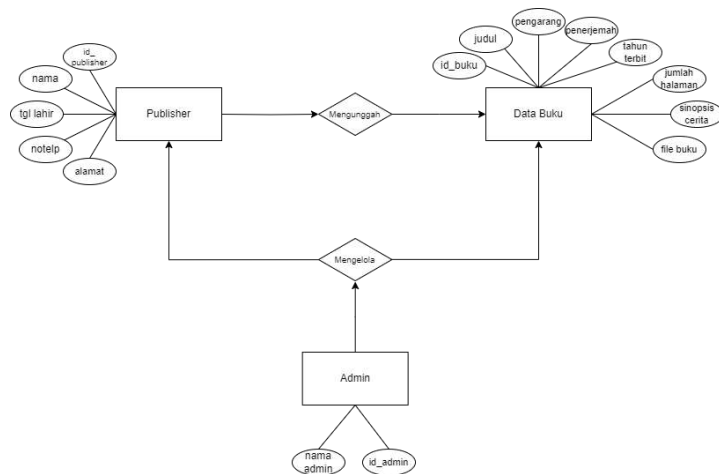 id_
publisher
nama
tgl lahir
notelp
alamat
Publisher
Mengunggah
pengarang
judul
penerjemah
id_buku
tahun
terbit
jumlah
halaman
Data Buku
sinopsis
cerita
file buku
Mengelola
Admin
nama
admin
id_admin